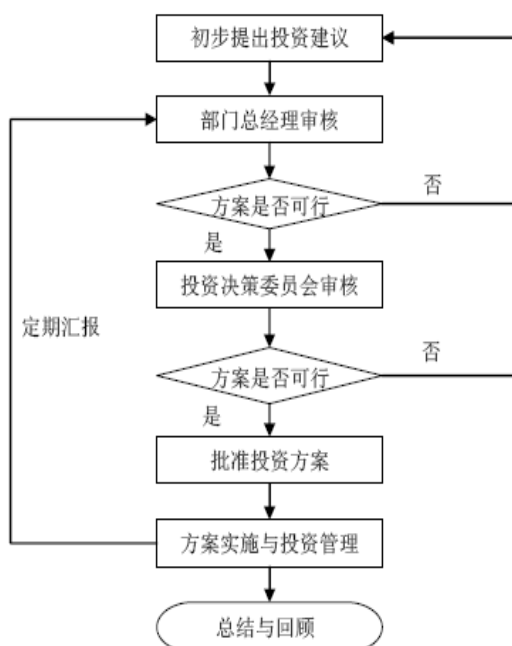 初步提出投资建议
部门总经理审核
方案是否可行
否
是
投资决策委员会审核
定期汇报
否
方案是否可行
是
批准投资方案
方案实施与投资管理
总结与回顾